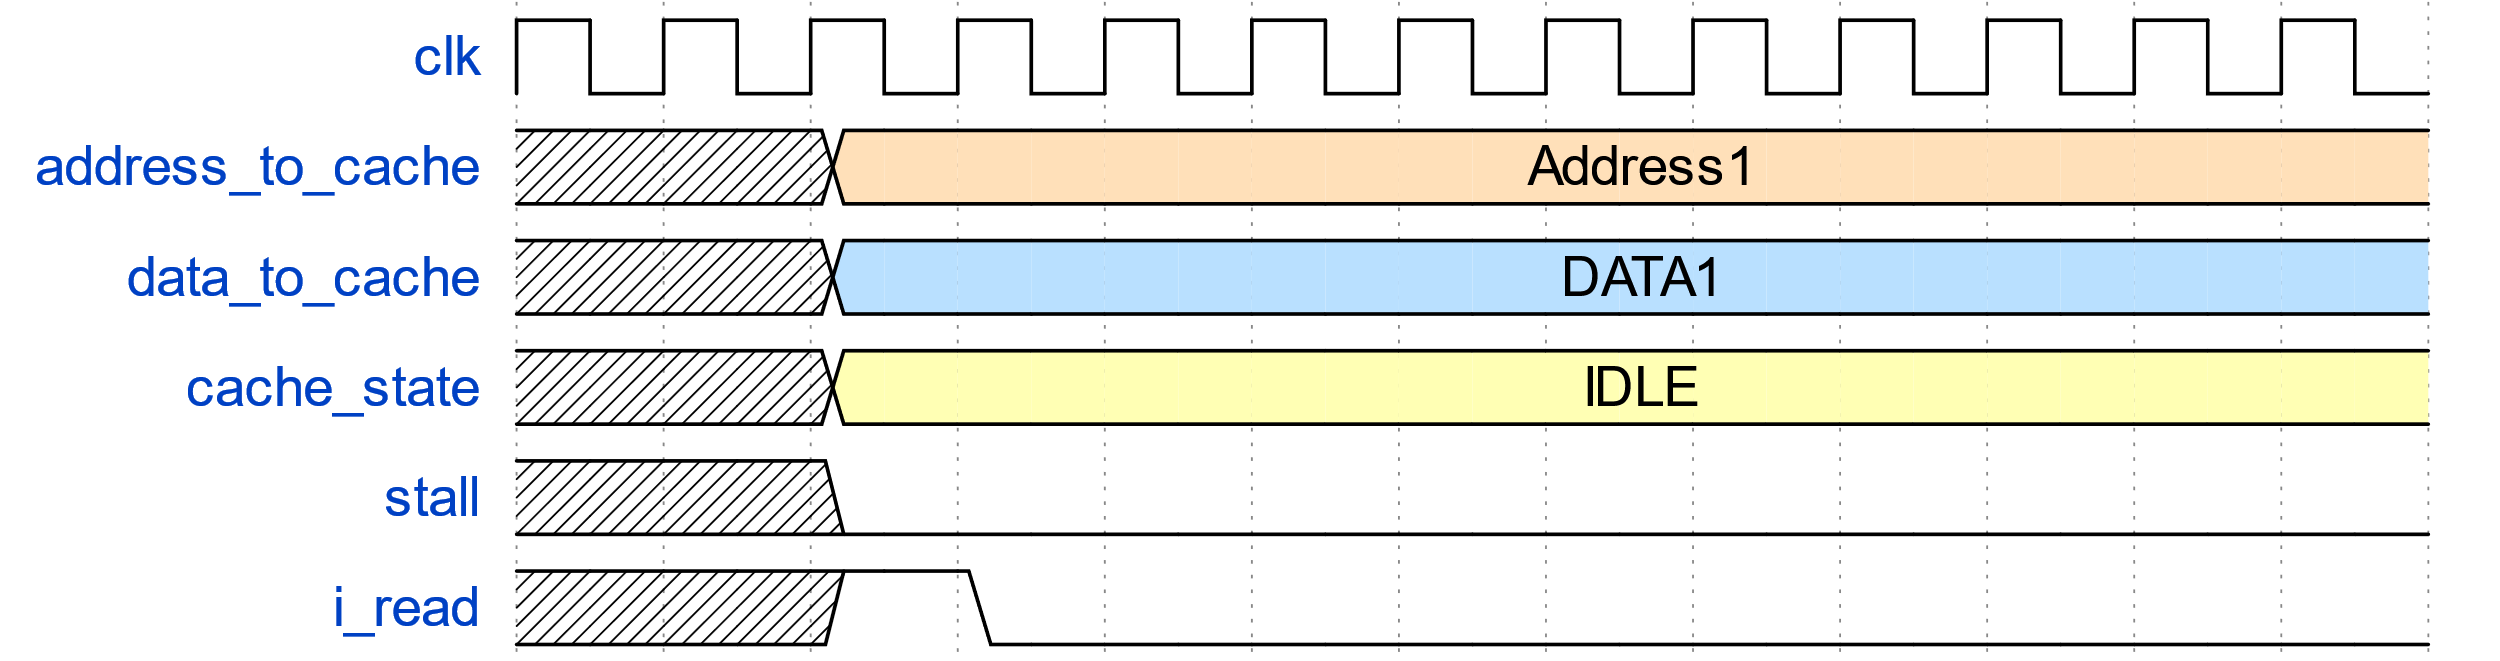 clk
address_to_cache
Address1
data_to_cache
DATA1
cache_state
IDLE
stall
i_read